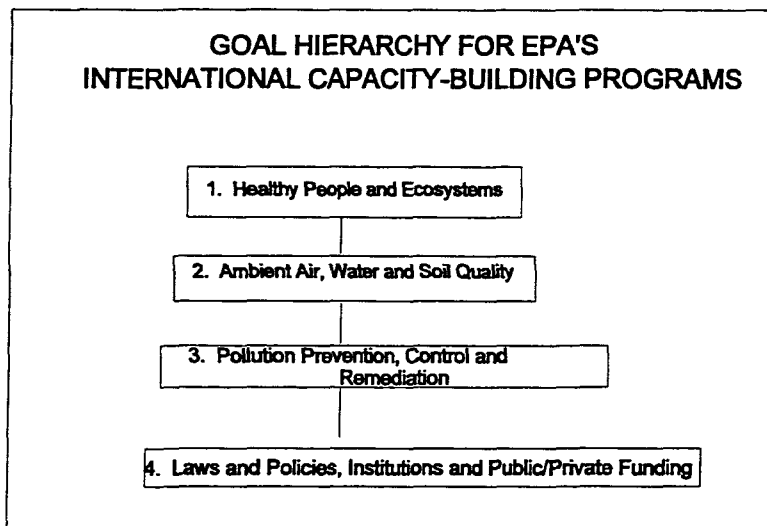 GOAL HIERARCHY FOR EPA'S
INTERNATIONAL CAPACITY-BUILDING PROGRAMS
1. Healthy People and Ecosystems
2. Ambient Air, Water and Soil Quality
3. Pollution Prevention, Control and
Remediation
4. Laws and Policies, Institutions and Public/Private Funding